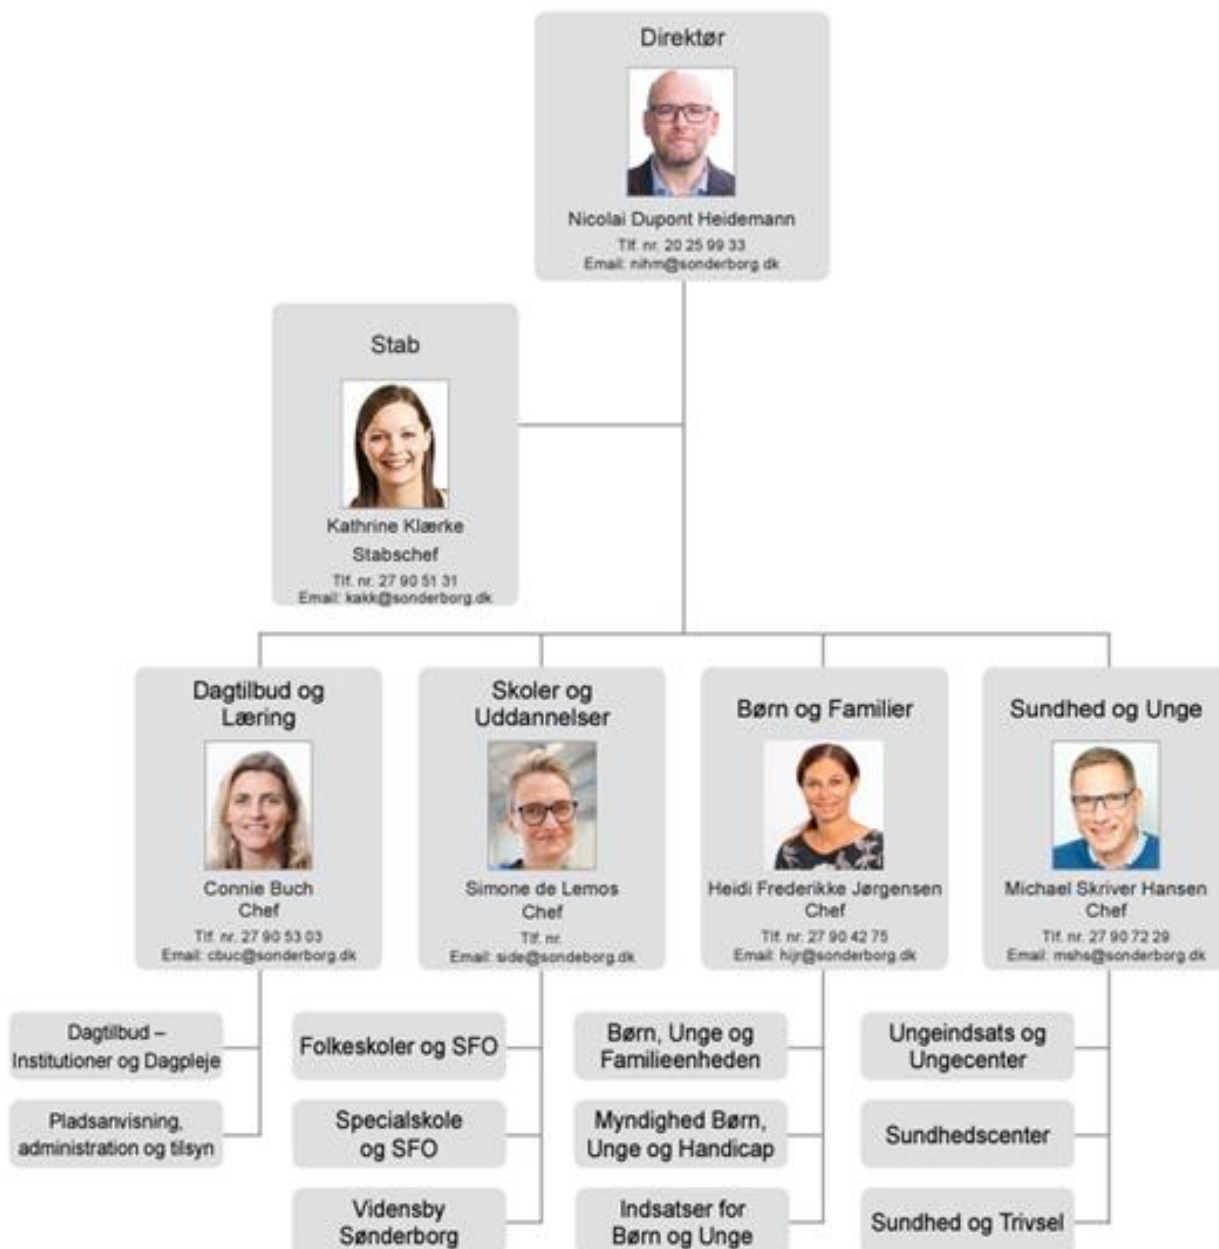 Direktør
Nicolai Dupont Heidemann
Tlf. nr. 20 25 99 33
Email: nihm@sonderborg.dk
Stab
Kathrine Klærke
Stabschef
Tlf. nr. 27 90 51 31
Email: kakk@sonderborg.dk
Dagtilbud og
Læring
Connie Buch
Chef
Tlf. nr. 27 90 53 03
Email: cbuc@sonderborg.dk
Skoler og
Uddannelser
Simone de Lemos
Chef
Tlf. nr.
Email: side@sondeborg.dk
Børn og Familier
Heidi Frederikke Jørgensen
Chef
Tlf. nr. 27 90 42 75
Email: hijr@sonderborg.dk
Sundhed og Unge
Michael Skriver Hansen
Chef
Tlf. nr. 27 90 72 29
Email: mshs@sonderborg.dk
Dagtilbud –
Institutioner og Dagpleje
Pladsanvisning,
administration og tilsyn
Folkeskoler og SFO
Specialskole
og SFO
Vidensby
Sønderborg
Børn, Unge og
Familieenheden
Myndighed Børn,
Unge og Handicap
Indsatser for
Børn og Unge
Ungeindsats og
Ungecenter
Sundhedscenter
Sundhed og Trivsel